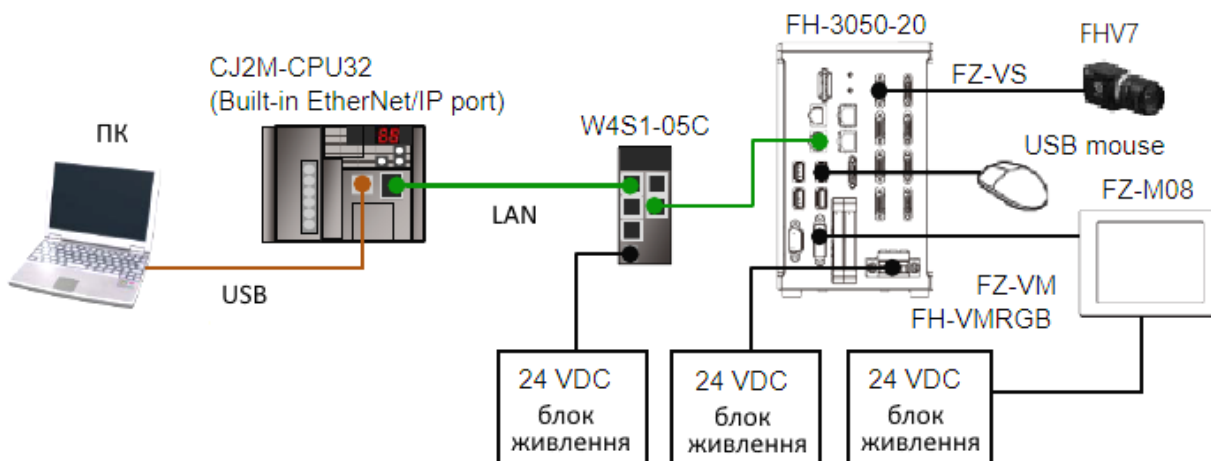 FH-3050-20
FHV7
CJ2M-CPU32
(Built-in EtherNet/IP port)
FZ-VS
ПК
W4S1-05C
USB mouse
FZ-M08
LAN
USB
FZ-VM
FH-VMRGB
24 VDC
блок
живлення
24 VDC
блок
живлення
24 VDC
блок
живлення